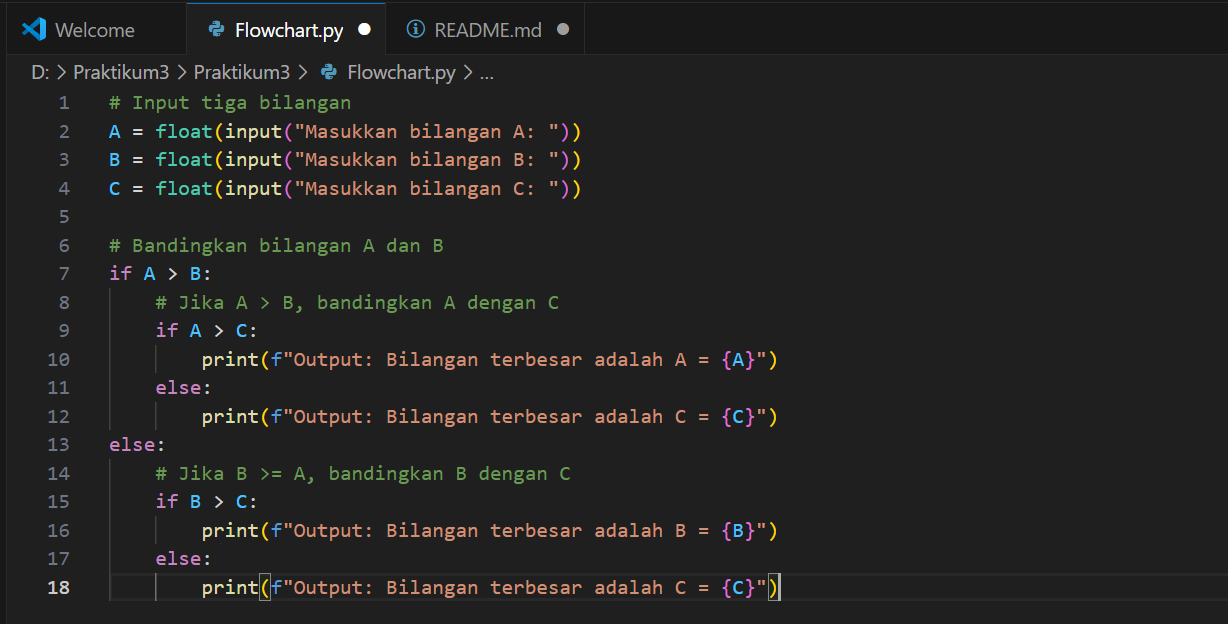 Welcome Flowchart.py README.md
D: > Praktikum3 > Praktikum3 > Flowchart.py > ...
1 # Input tiga bilangan
2 A = float(input("Masukkan bilangan A: "))
3 B = float(input("Masukkan bilangan B: "))
4 C = float(input("Masukkan bilangan C: "))
5
6 # Bandingkan bilangan A dan B
7 if A > B:
8     # Jika A > B, bandingkan A dengan C
9     if A > C:
10         print(f"Output: Bilangan terbesar adalah A = {A}")
11     else:
12         print(f"Output: Bilangan terbesar adalah C = {C}")
13 else:
14     # Jika B >= A, bandingkan B dengan C
15     if B > C:
16         print(f"Output: Bilangan terbesar adalah B = {B}")
17     else:
18         print(f"Output: Bilangan terbesar adalah C = {C}")